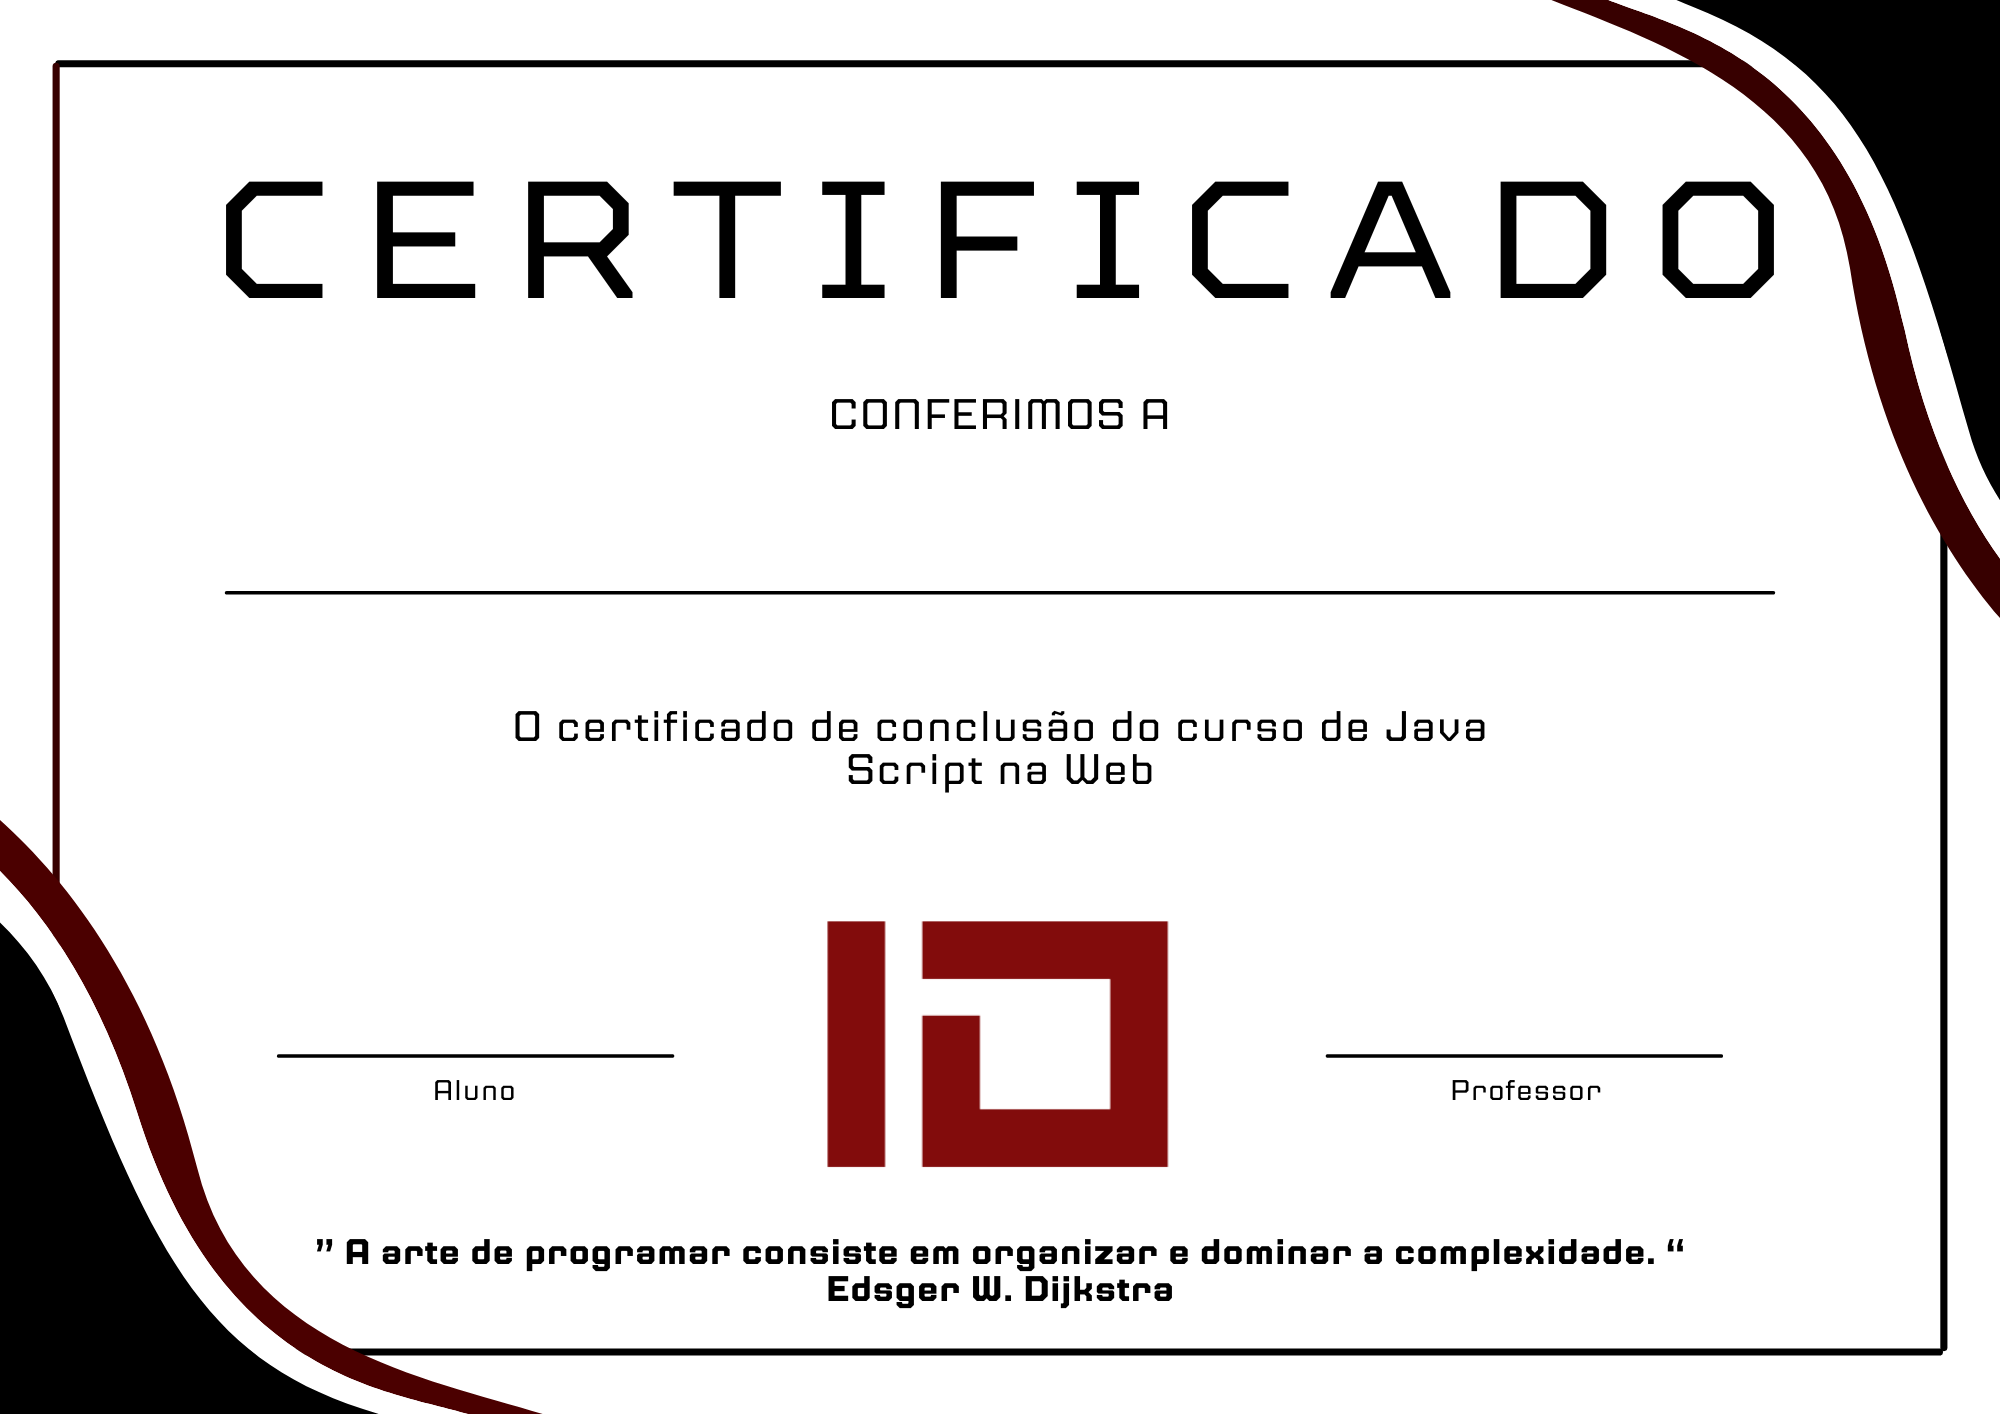 CERTIFICADO
CONFERIMOS A
O certificado de conclusão do curso de Java
Script na Web
Aluno
Professor
” A arte de programar consiste em organizar e dominar a complexidade. “
Edsger W. Dijkstra